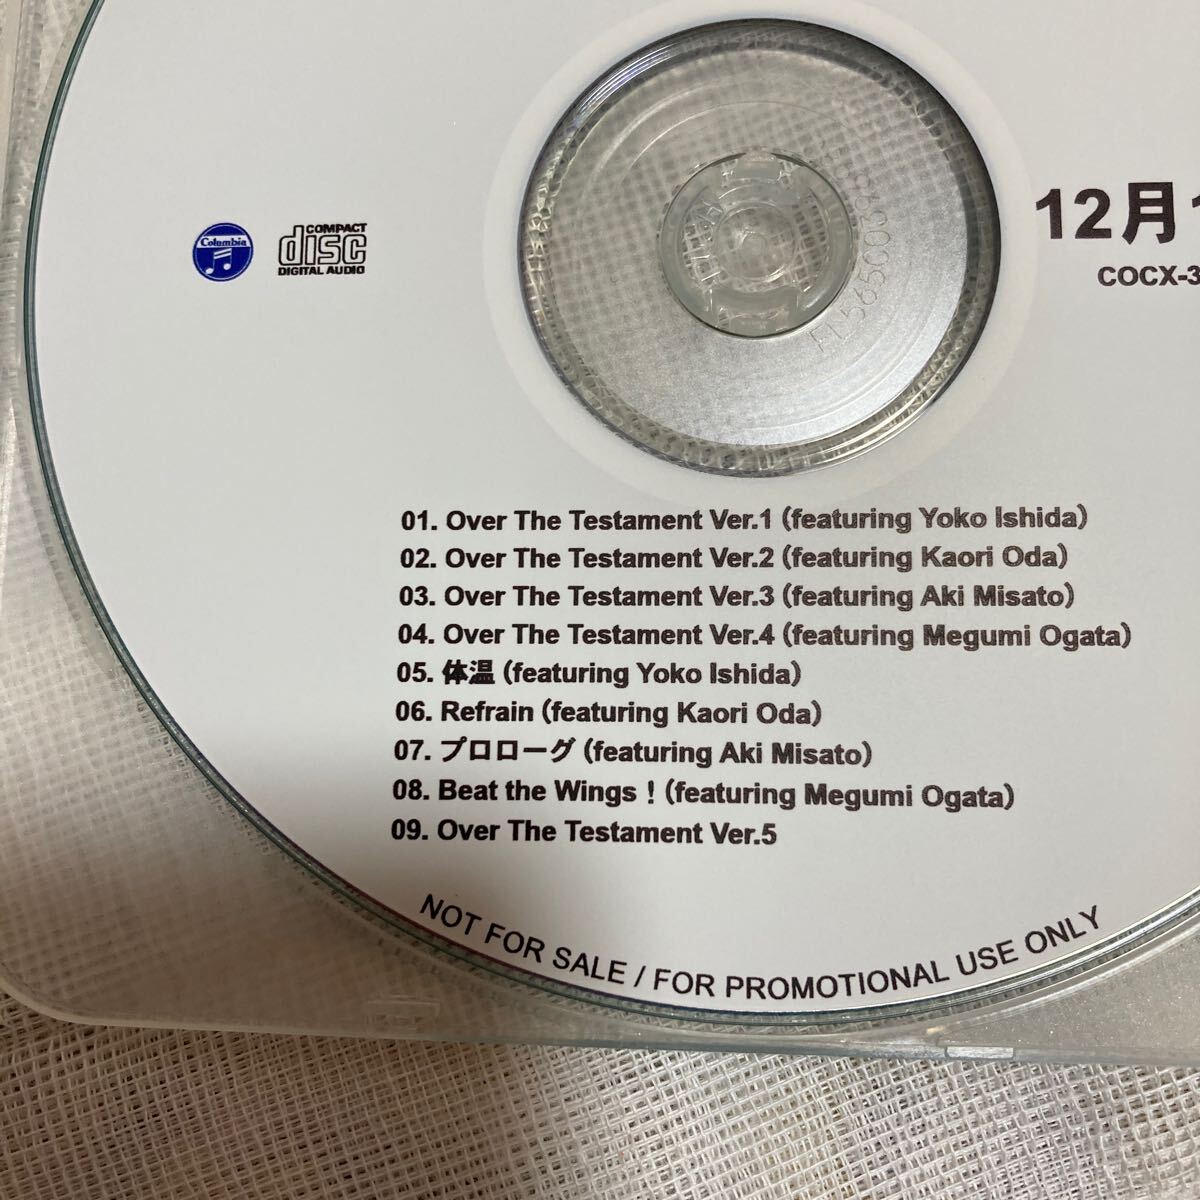 Columbia
COMPACT
disc
DIGITAL AUDIO
12月1
COCX-3
01. Over The Testament Ver.1 (featuring Yoko Ishida)
02. Over The Testament Ver.2 (featuring Kaori Oda)
03. Over The Testament Ver.3 (featuring Aki Misato)
04. Over The Testament Ver.4 (featuring Megumi Ogata)
05. 体温 (featuring Yoko Ishida)
06. Refrain (featuring Kaori Oda)
07. プロローグ (featuring Aki Misato)
08. Beat the Wings！(featuring Megumi Ogata)
09. Over The Testament Ver.5
NOT FOR SALE / FOR PROMOTIONAL USE ONLY